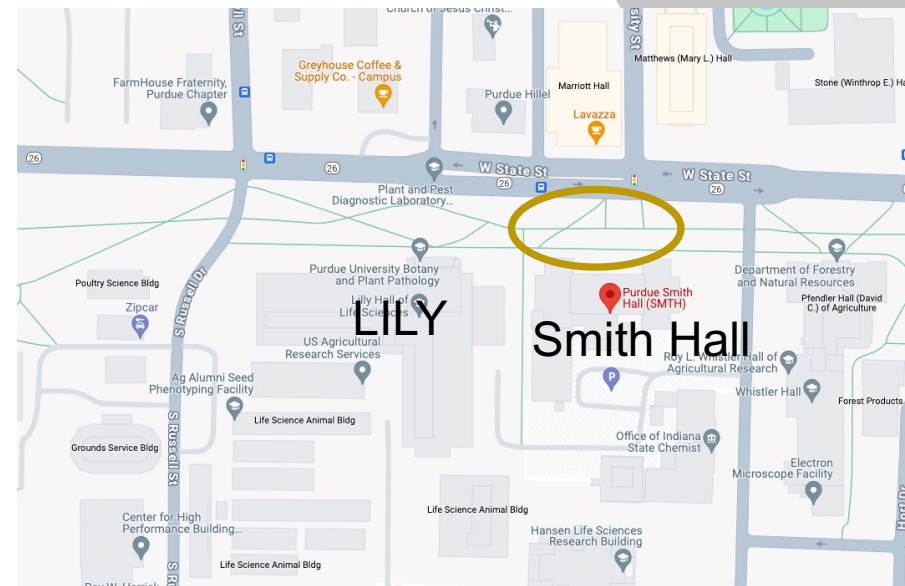 Church of Jesus Christ...
ll St
sity St
Greyhouse Coffee &
Supply Co. - Campus
Matthews (Mary L.) Hall
FarmHouse Fraternity,
Purdue Chapter
Purdue Hillel
Marriott Hall
Stone (Winthrop E.) Ha
Lavazza
26
26
W State St
26
W State St
26
Plant and Pest
Diagnostic Laboratory...
Purdue University Botany
and Plant Pathology
Department of Forestry
and Natural Resources
Poultry Science Bldg
S Russell Dr
Zipcar
Lilly Hall of
Life Sciences
LILY
Purdue Smith
Hall (SMTH)
Smith Hall
Pfendler Hall (David
C.) of Agriculture
US Agricultural
Research Services
Roy L. Whistler Hall of
Agricultural Research
P
Whistler Hall
Forest Products
Ag Alumni Seed
Phenotyping Facility
Life Science Animal Bldg
S Russell St
Grounds Service Bldg
Office of Indiana
State Chemist
Electron
Microscope Facility
Life Science Animal Bldg
Center for High
Performance Building...
Hansen Life Sciences
Research Building
Life Science Animal Bldg
S R